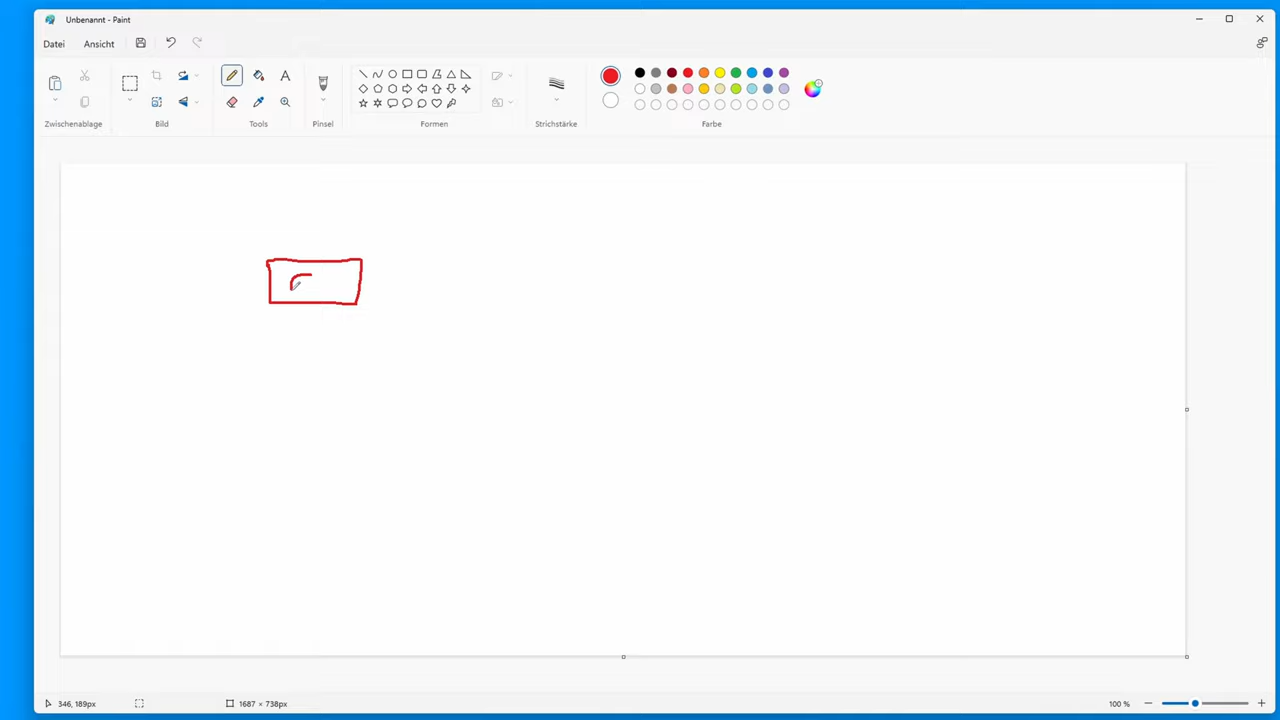 Unbenannt - Paint
Datei Ansicht
A
Zwischenablage Bild Tools Pinsel Formen Strichstärke Farbe
346, 189px 1687 × 738px 100 %